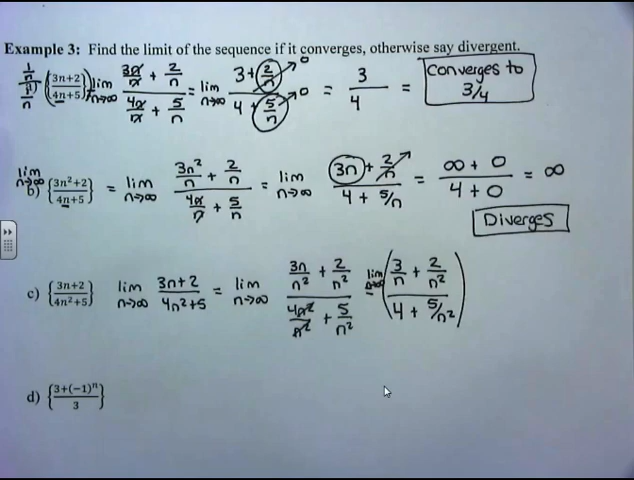 Example 3: Find the limit of the sequence if it converges, otherwise say divergent.
1/n 1/n {3n+2 / 4n+5} lim n→∞ (3n/n + 2/n) / (4n/n + 5/n) = lim n→∞ (3 + 2/n → 0) / (4 + 5/n → 0) = 3/4 = Converges to 3/4
lim n→∞ b) {3n²+2 / 4n+5} = lim n→∞ (3n²/n + 2/n) / (4n/n + 5/n) = lim n→∞ (3n + 2/n) / (4 + 5/n) = (∞ + 0) / (4 + 0) = ∞
Diverges
c) {3n+2 / 4n²+5} lim n→∞ (3n+2) / (4n²+5) = lim n→∞ (3n/n² + 2/n²) / (4n²/n² + 5/n²) = lim n→∞ ((3/n + 2/n²) / (4 + 5/n²))
d) {3+(−1)ⁿ / 3}